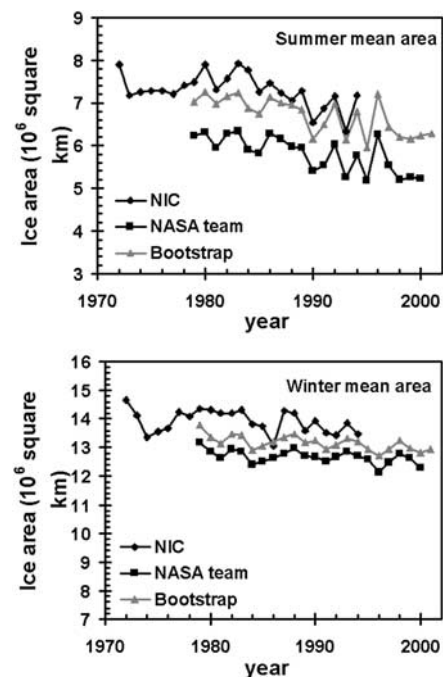 9
Summer mean area
8
7
6
5
4
3
Ice area (10⁶ square km)
NIC
NASA team
Bootstrap
1970 1980 1990 2000
year
16
Winter mean area
15
14
13
12
11
10
9
8
7
Ice area (10⁶ square km)
NIC
NASA team
Bootstrap
1970 1980 1990 2000
year